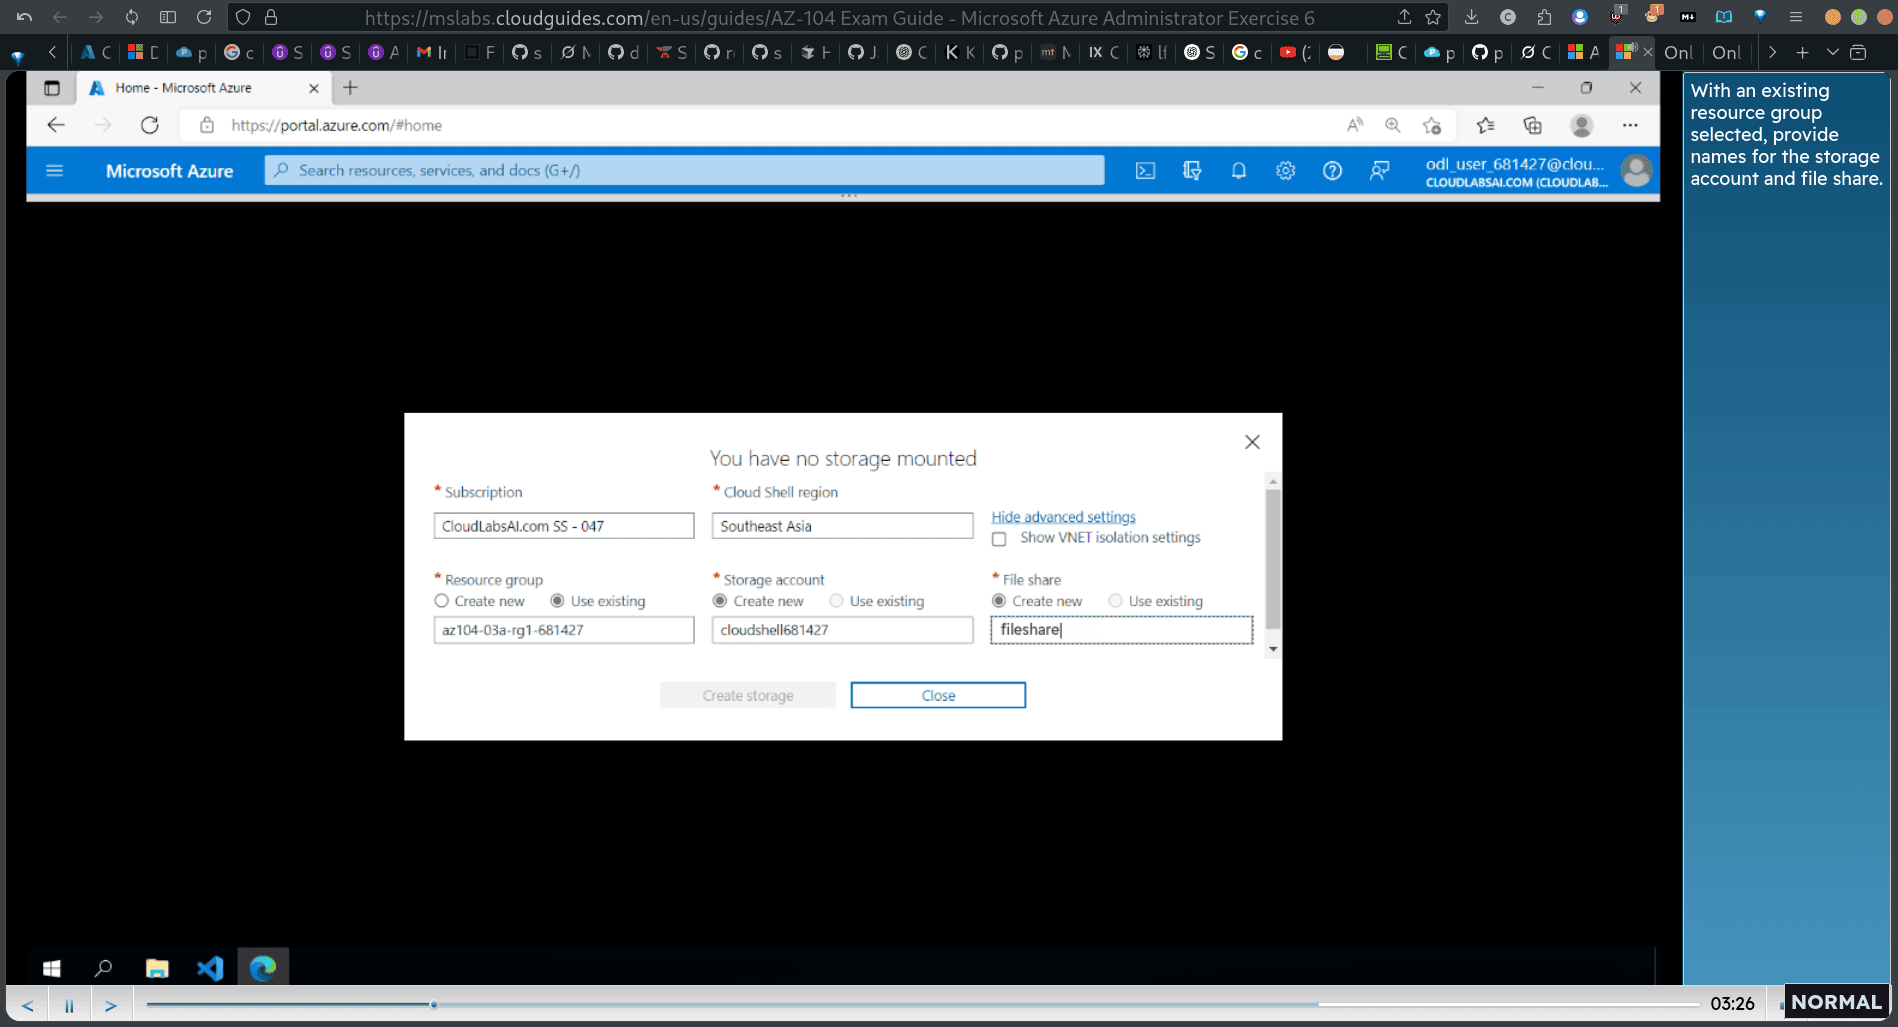 https://mslabs.cloudguides.com/en-us/guides/AZ-104 Exam Guide - Microsoft Azure Administrator Exercise 6
Onl
Onl
Home - Microsoft Azure
https://portal.azure.com/#home
Microsoft Azure
Search resources, services, and docs (G+/)
odl_user_681427@clou...
CLOUDLABSAI.COM (CLOUDLAB...
With an existing
resource group
selected, provide
names for the storage
account and file share.
You have no storage mounted
* Subscription
* Cloud Shell region
CloudLabsAI.com SS - 047
Southeast Asia
Hide advanced settings
Show VNET isolation settings
* Resource group
* Storage account
* File share
Create new
Use existing
Create new
Use existing
Create new
Use existing
az104-03a-rg1-681427
cloudshell681427
fileshare
Create storage
Close
03:26
NORMAL